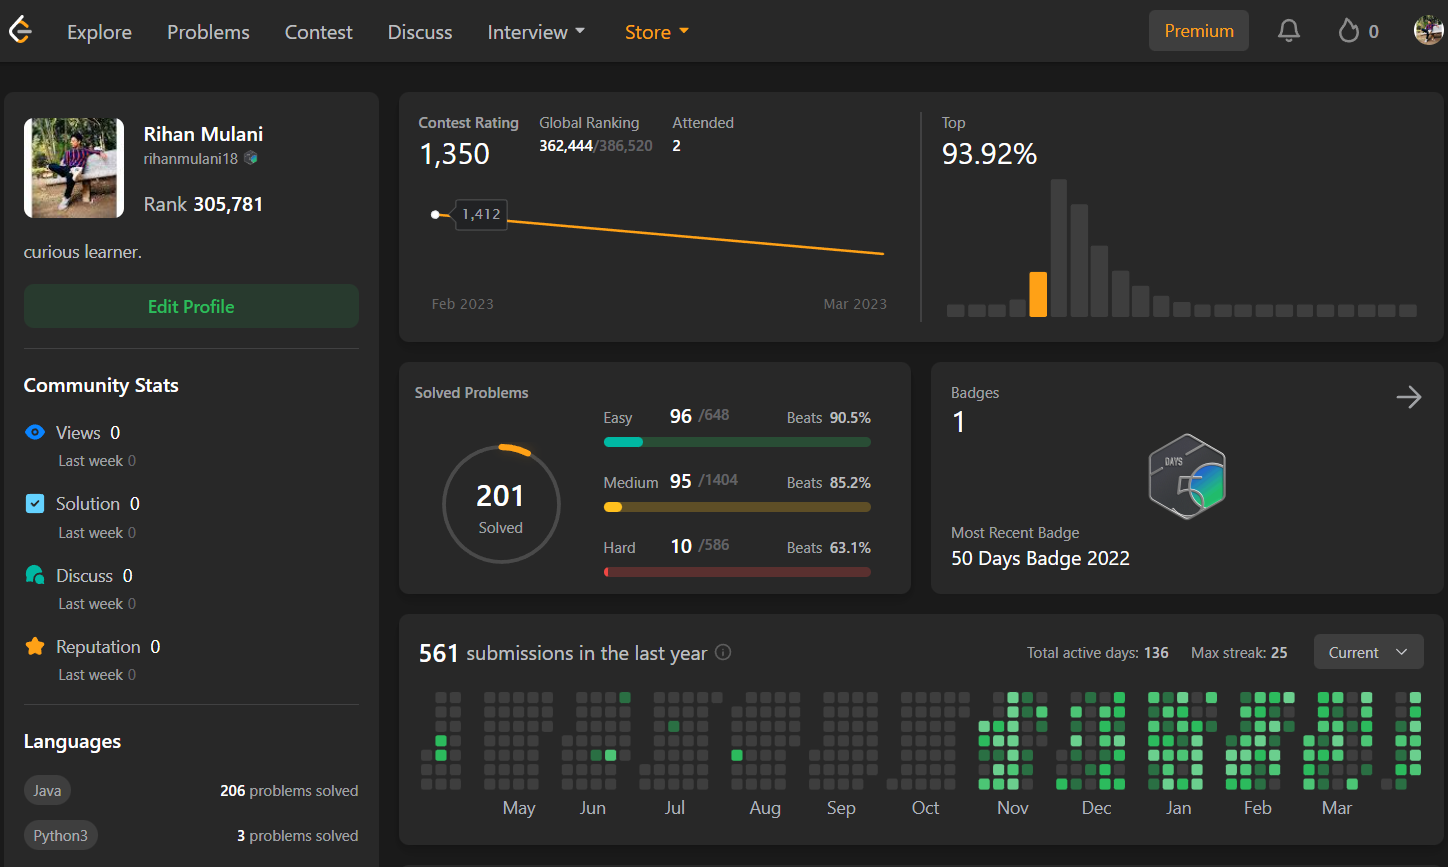 Explore Problems Contest Discuss Interview Store Premium 0
Rihan Mulani
rihanmulani18
Rank 305,781
curious learner.
Edit Profile
Community Stats
Views 0
Last week 0
Solution 0
Last week 0
Discuss 0
Last week 0
Reputation 0
Last week 0
Languages
Java 206 problems solved
Python3 3 problems solved
Contest Rating Global Ranking Attended
1,350 362,444/386,520 2
1,412
Feb 2023 Mar 2023
Top
93.92%
Solved Problems
201
Solved
Easy 96 /648 Beats 90.5%
Medium 95 /1404 Beats 85.2%
Hard 10 /586 Beats 63.1%
Badges
1
DAYS
Most Recent Badge
50 Days Badge 2022
561 submissions in the last year Total active days: 136 Max streak: 25 Current
May Jun Jul Aug Sep Oct Nov Dec Jan Feb Mar